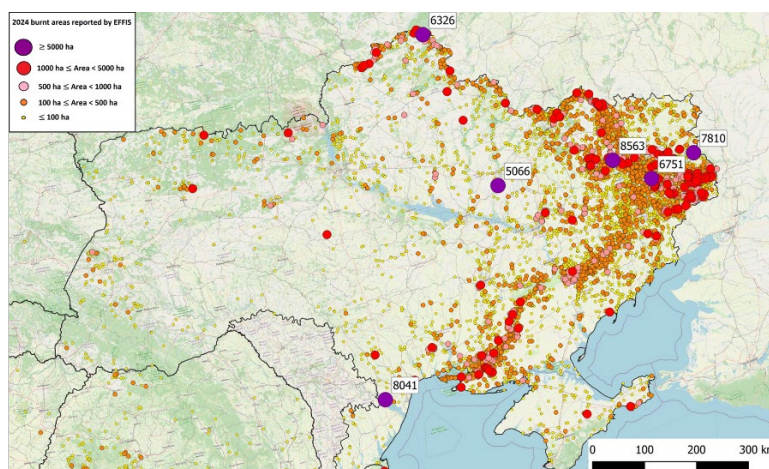 2024 burnt areas reported by EFFIS
≥ 5000 ha
1000 ha ≤ Area < 5000 ha
500 ha ≤ Area < 1000 ha
100 ha ≤ Area < 500 ha
≤ 100 ha
6326
7810
8563
6751
5066
8041
0 100 200 300 km